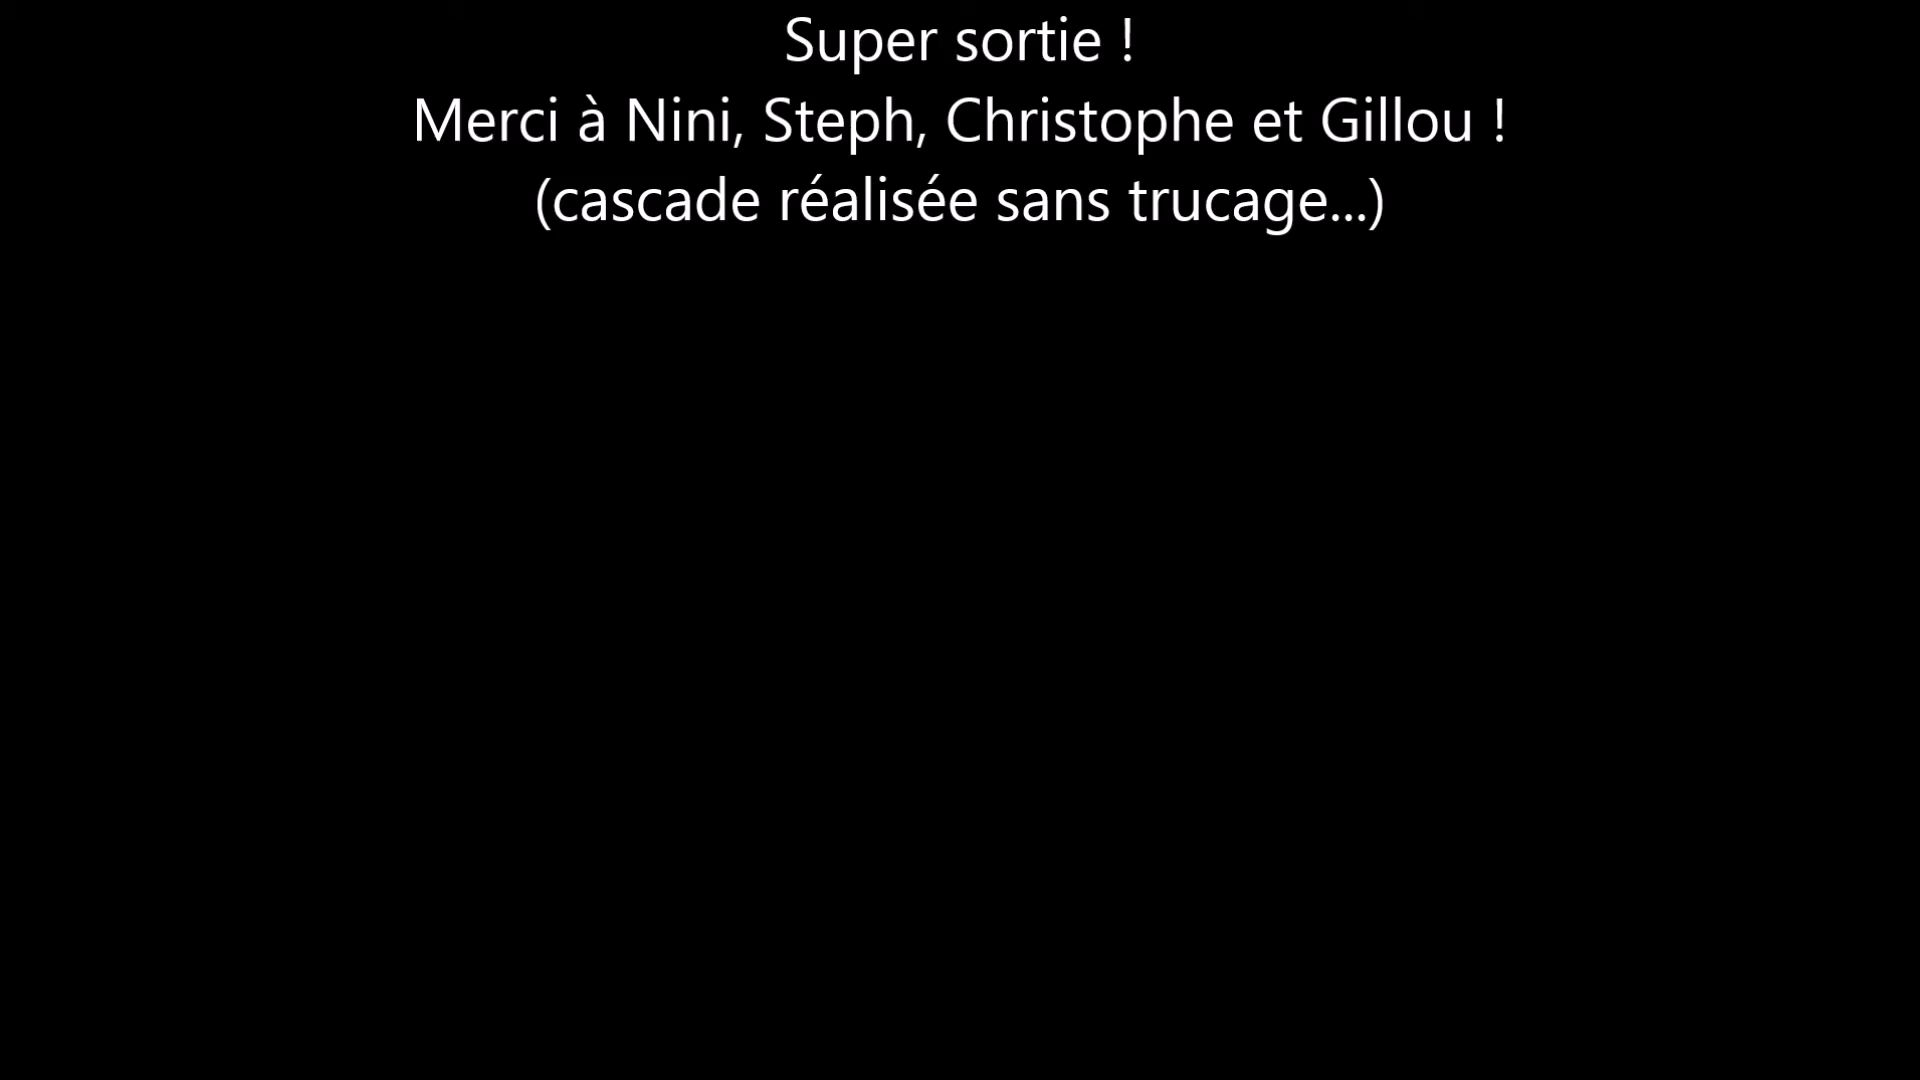 Super sortie !
Merci à Nini, Steph, Christophe et Gillou !
(cascade réalisée sans trucage...)